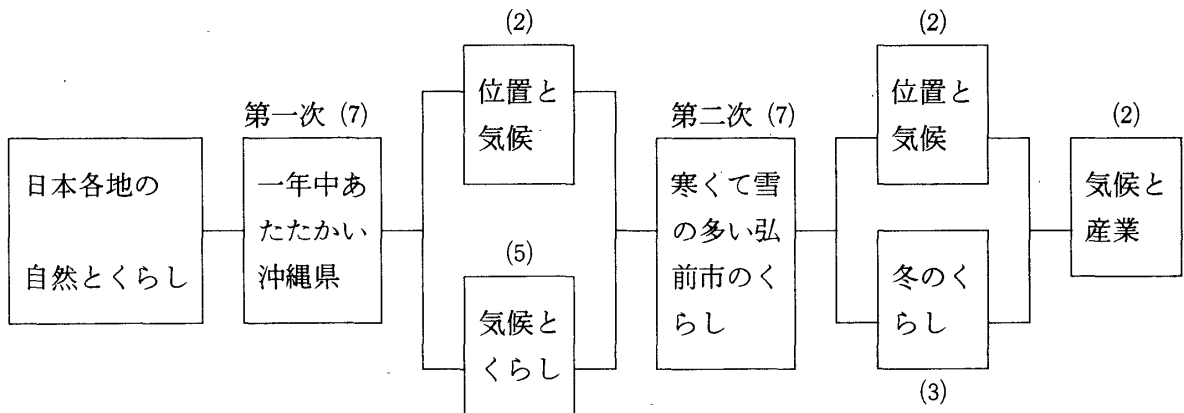 日本各地の
自然とくらし
第一次 (7)
一年中あ
たたかい
沖縄県
(2)
位置と
気候
(5)
気候と
くらし
第二次 (7)
寒くて雪
の多い弘
前市のく
らし
(2)
位置と
気候
冬のく
らし
(3)
(2)
気候と
産業